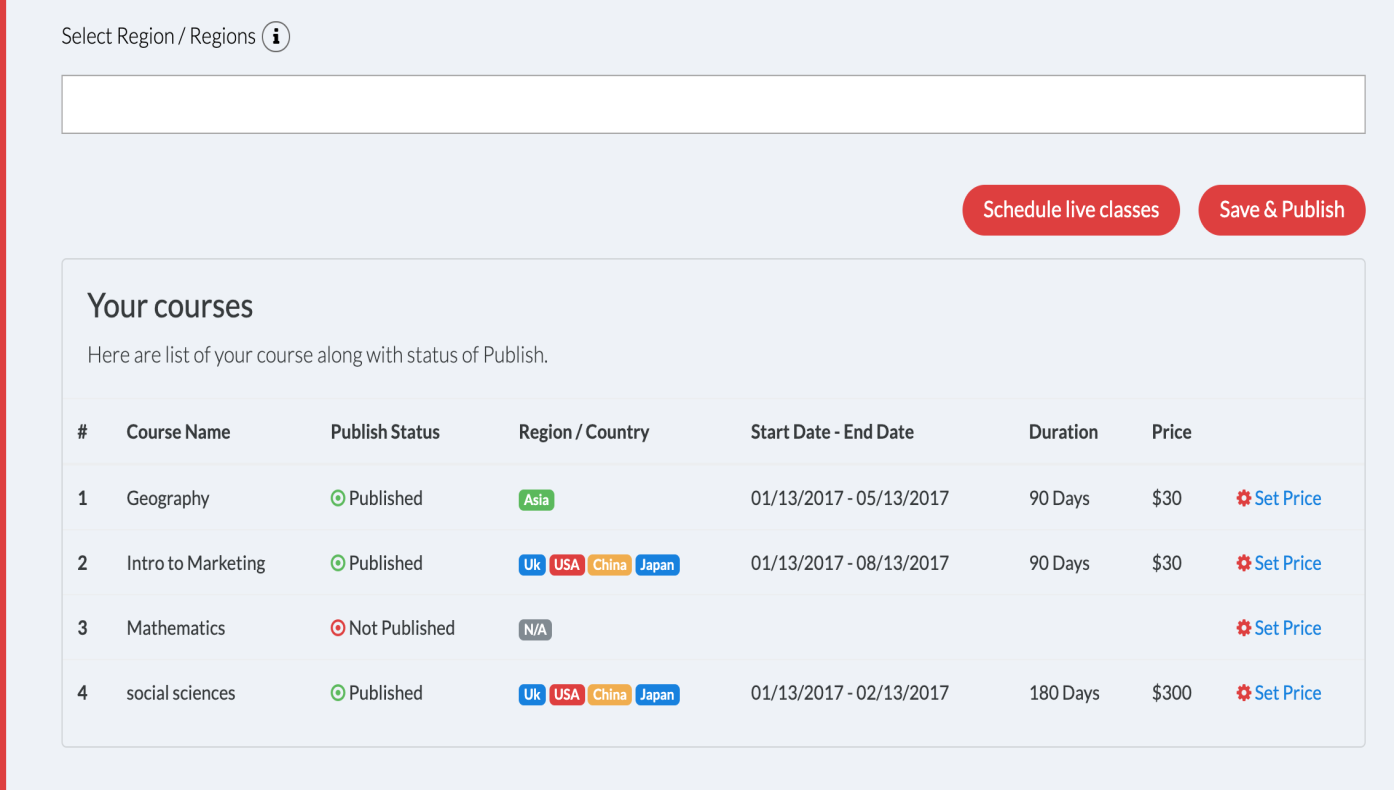 Select Region / Regions i
Schedule live classes Save & Publish
Your courses
Here are list of your course along with status of Publish.
# Course Name Publish Status Region / Country Start Date - End Date Duration Price
1 Geography Published Asia 01/13/2017 - 05/13/2017 90 Days $30 Set Price
2 Intro to Marketing Published Uk USA China Japan 01/13/2017 - 08/13/2017 90 Days $30 Set Price
3 Mathematics Not Published N/A Set Price
4 social sciences Published Uk USA China Japan 01/13/2017 - 02/13/2017 180 Days $300 Set Price